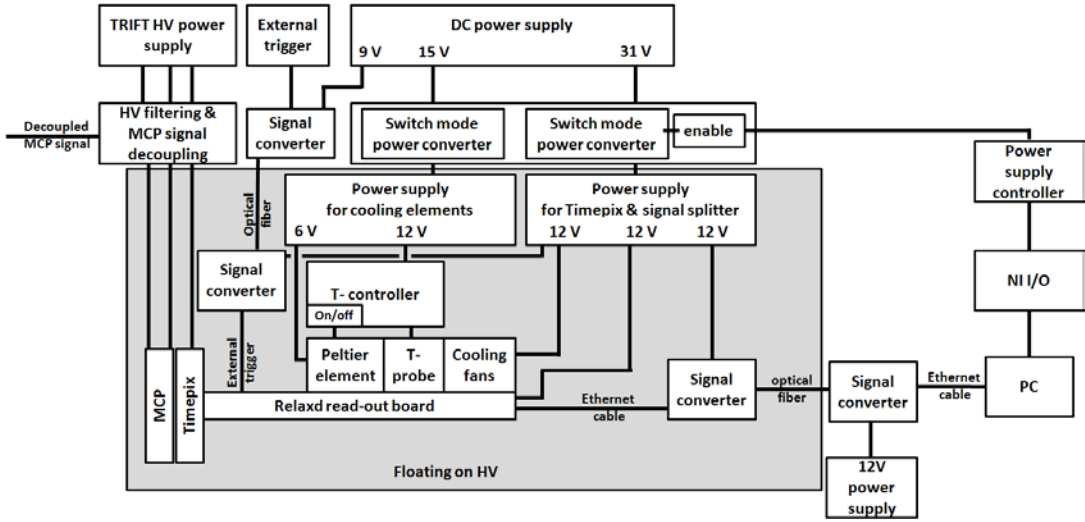 TRIFT HV power
supply
External
trigger
DC power supply
9 V
15 V
31 V
HV filtering &
MCP signal
decoupling
Decoupled
MCP signal
Signal
converter
Switch mode
power converter
Switch mode
power converter
enable
Power
supply
controller
Optical
fiber
Power supply
for cooling elements
6 V
12 V
Power supply
for Timepix & signal splitter
12 V
12 V
12 V
Signal
converter
T- controller
On/off
NI I/O
External
trigger
Peltier
element
T-
probe
Cooling
fans
MCP
Timepix
Relaxd read-out board
Ethernet
cable
Signal
converter
optical
fiber
Signal
converter
Ethernet
cable
PC
Floating on HV
12V
power
supply